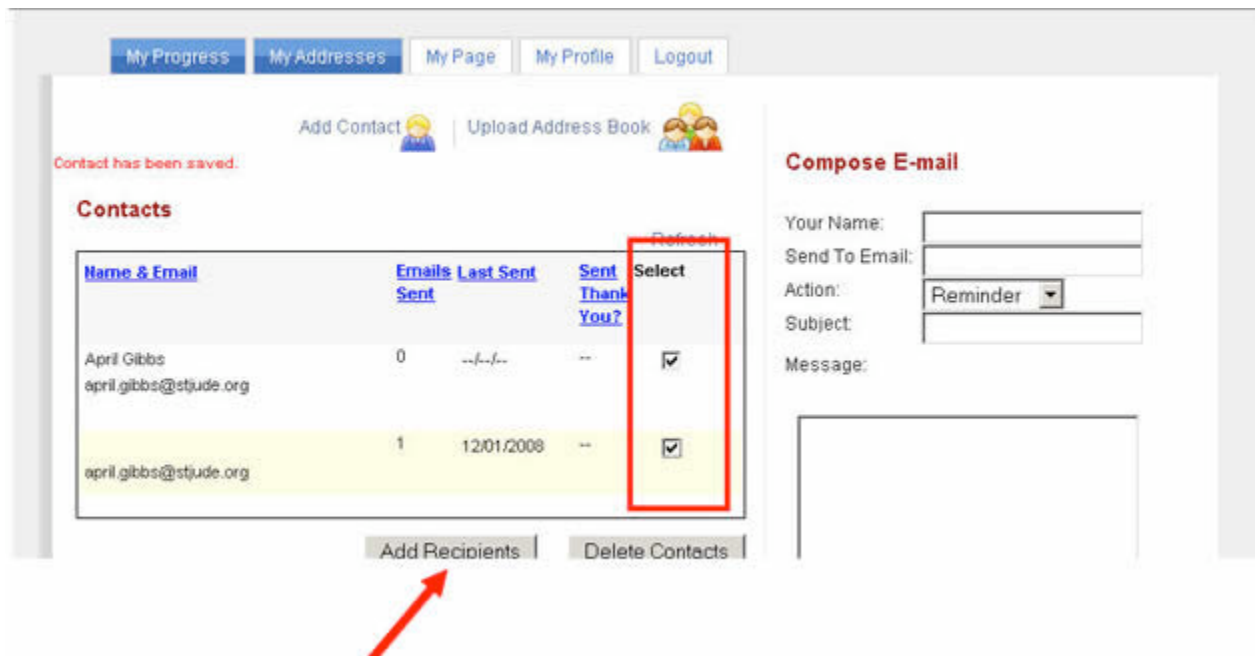 My Progress My Addresses My Page My Profile Logout
Add Contact Upload Address Book
Contact has been saved.
Contacts
Refresh
Name & Email Emails Sent Last Sent Sent Thank You? Select
April Gibbs 0 --/--/-- --
april.gibbs@stjude.org
1 12/01/2008 --
april.gibbs@stjude.org
Add Recipients Delete Contacts
Compose E-mail
Your Name:
Send To Email:
Action: Reminder
Subject:
Message: